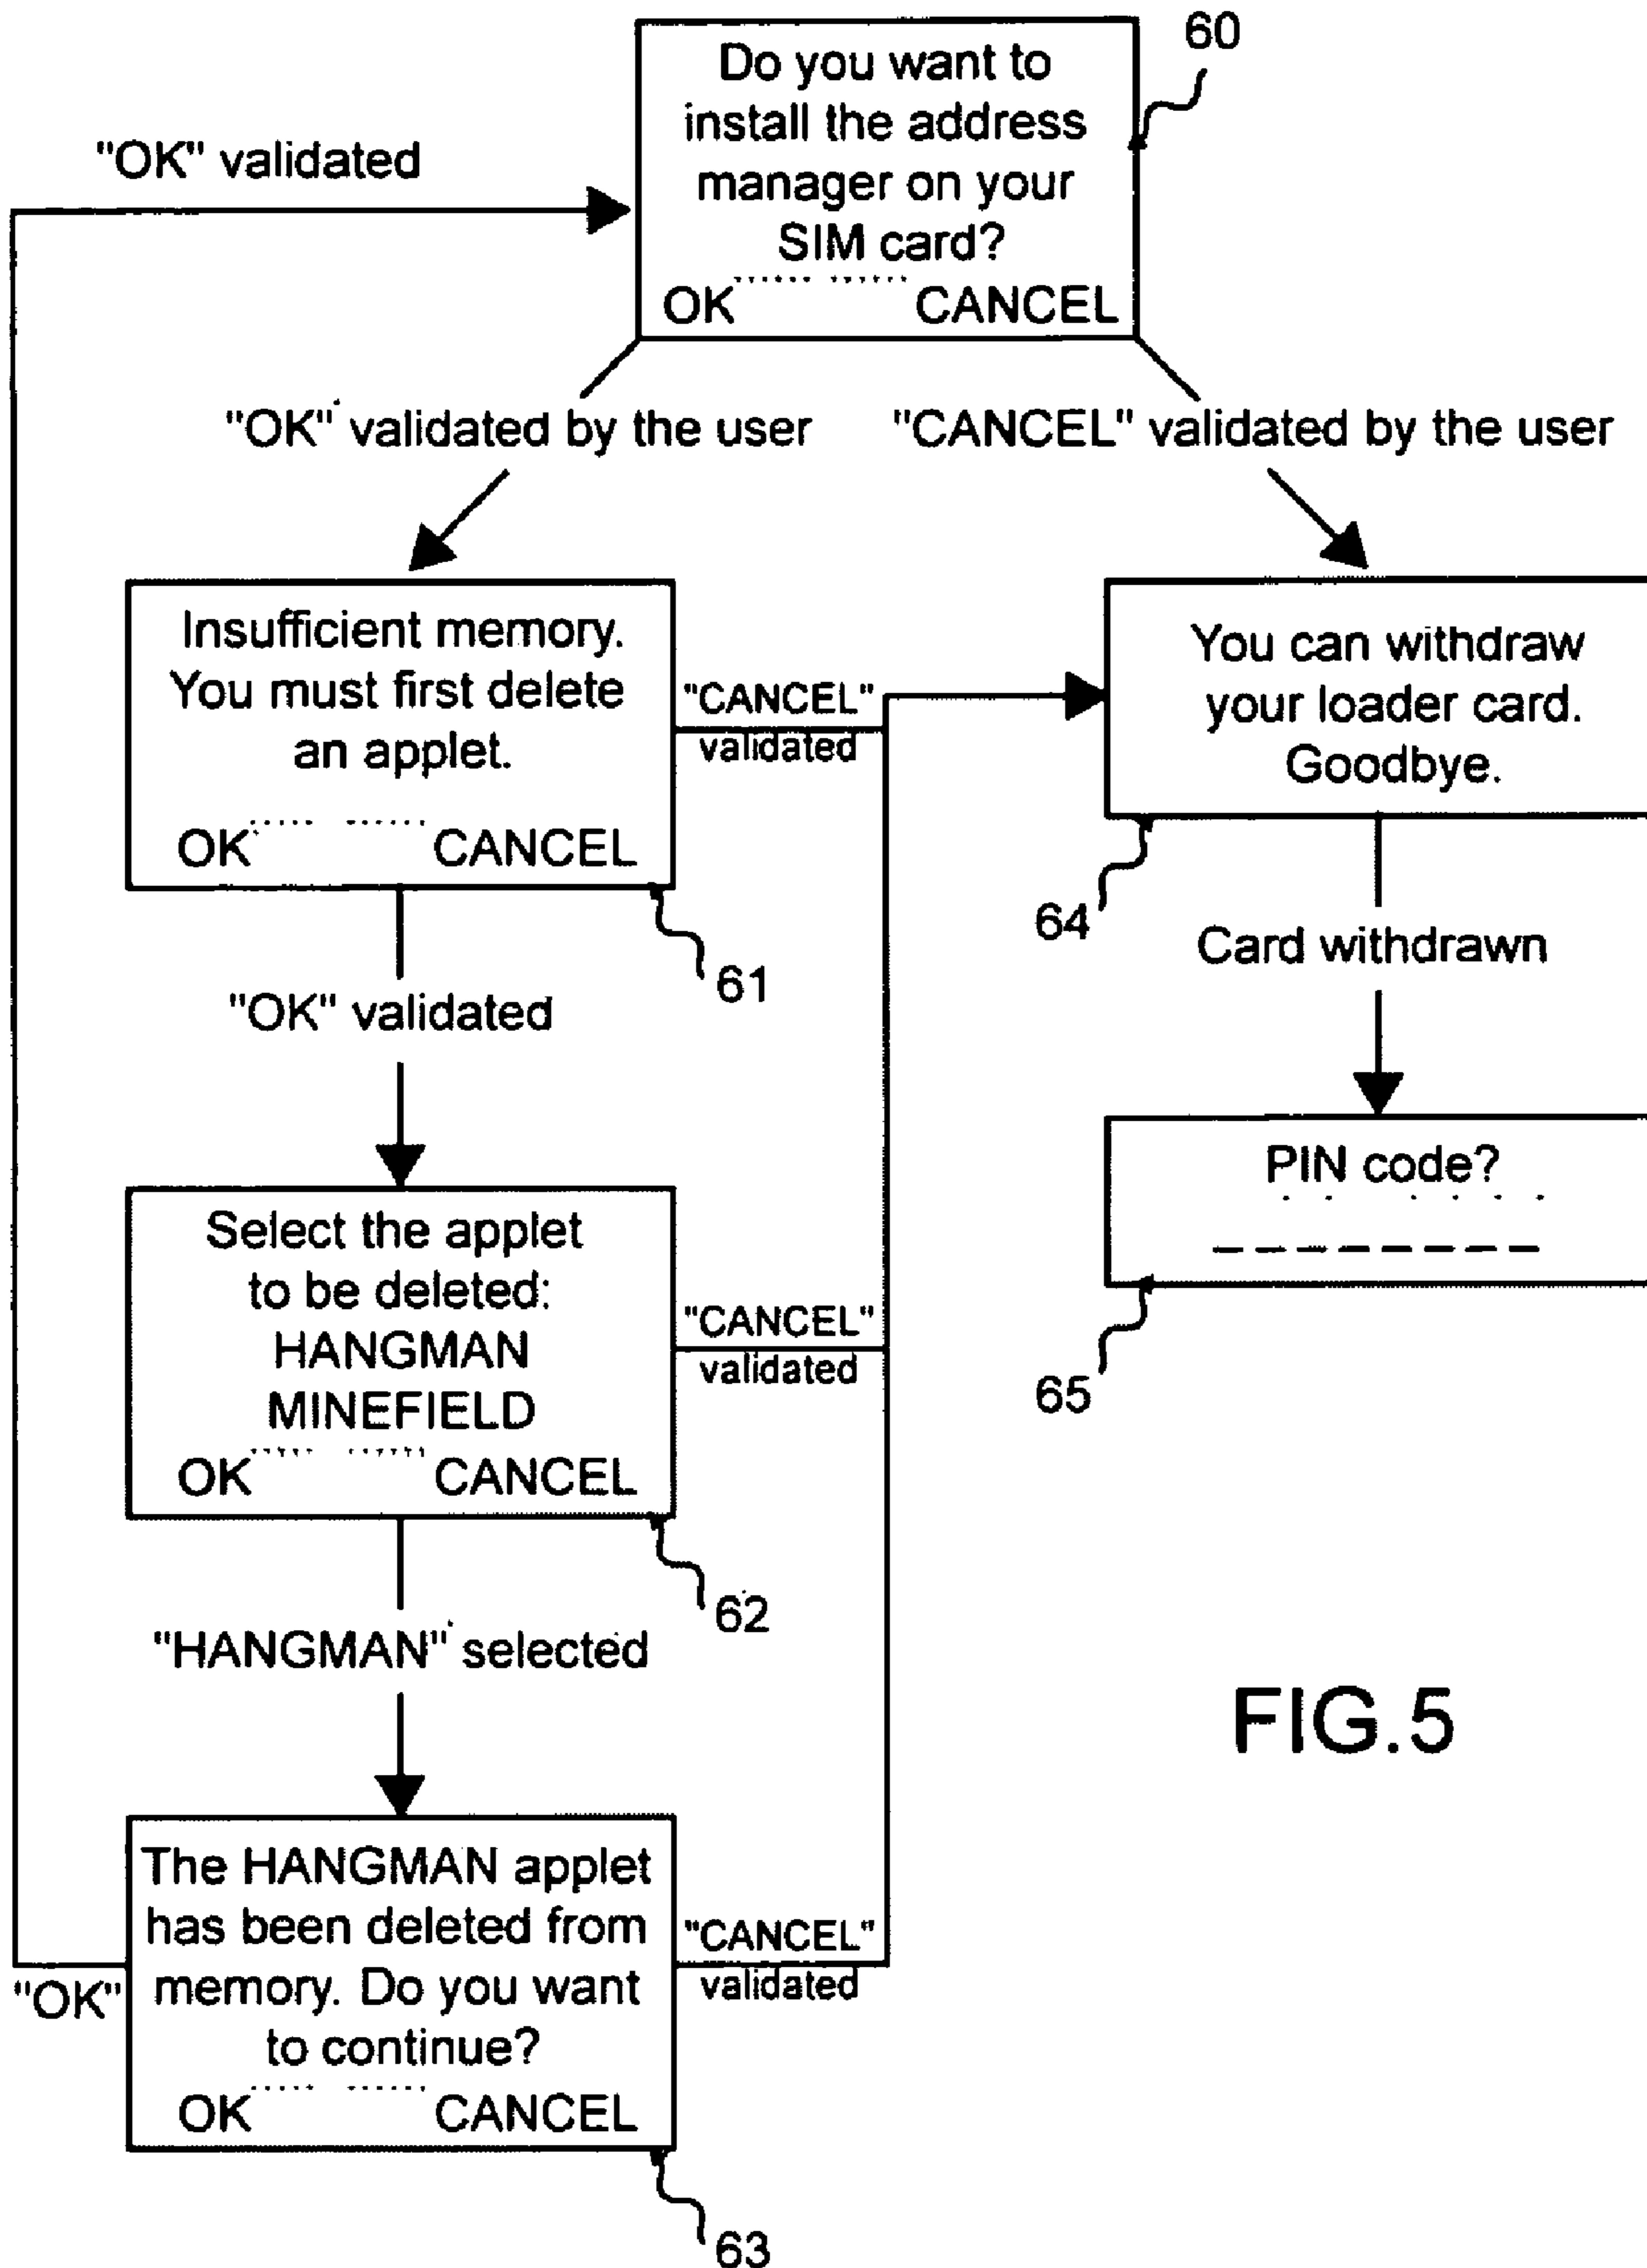 60
Do you want to
install the address
manager on your
SIM card?
OK CANCEL
"OK" validated
"OK" validated by the user
"CANCEL" validated by the user
Insufficient memory.
You must first delete
an applet.
OK CANCEL
61
"CANCEL"
validated
You can withdraw
your loader card.
Goodbye.
64
Card withdrawn
"OK" validated
PIN code?
65
Select the applet
to be deleted:
HANGMAN
MINEFIELD
OK CANCEL
62
"CANCEL"
validated
"HANGMAN" selected
FIG.5
The HANGMAN applet
has been deleted from
memory. Do you want
to continue?
OK CANCEL
63
"CANCEL"
validated
"OK"